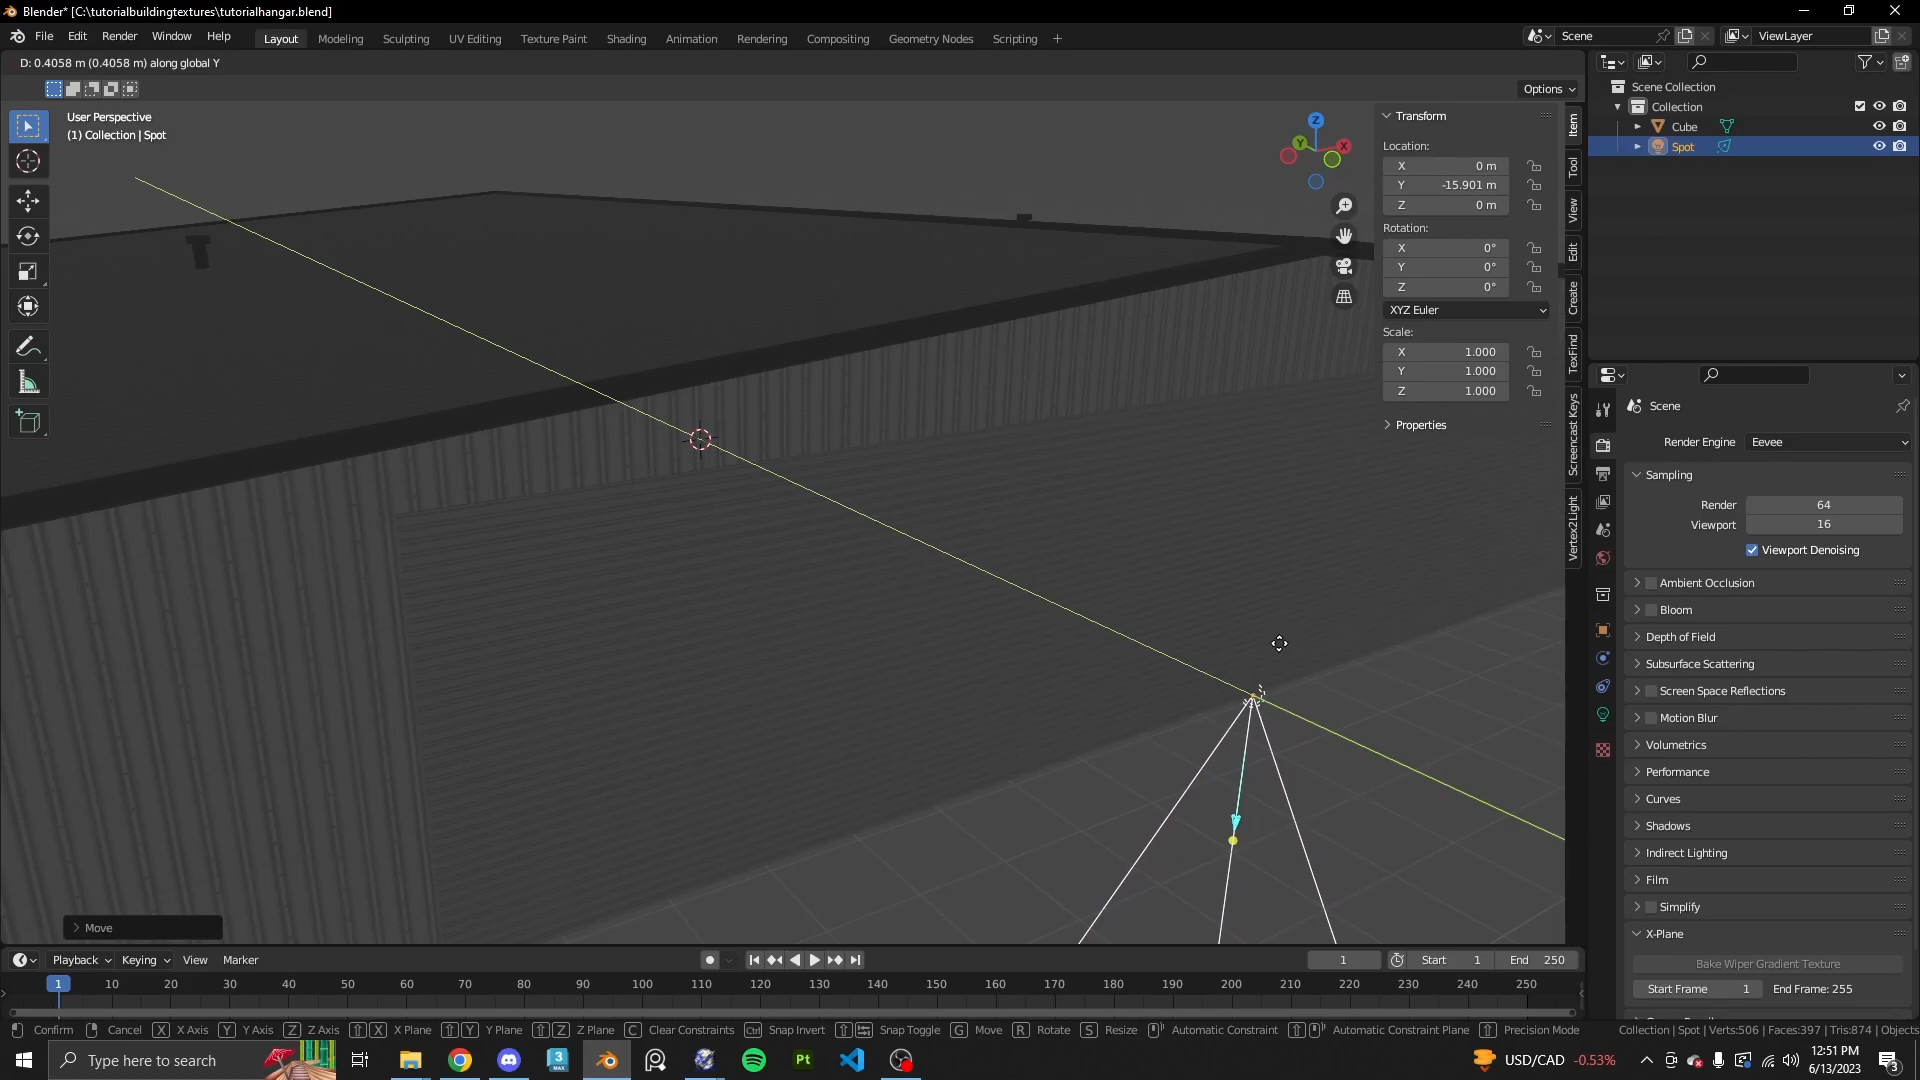 Blender* [C:\tutorialbuildingtextures\tutorialhangar.blend]
File Edit Render Window Help
Layout Modeling Sculpting UV Editing Texture Paint Shading Animation Rendering Compositing Geometry Nodes Scripting +
Scene
ViewLayer
D: 0.4058 m (0.4058 m) along global Y
Options
User Perspective
(1) Collection | Spot
Z
Y
X
Transform
Location:
X 0 m
Y -15.901 m
Z 0 m
Rotation:
X 0°
Y 0°
Z 0°
XYZ Euler
Scale:
X 1.000
Y 1.000
Z 1.000
Properties
Item
Tool
View
Edit
Create
TexFind
Screencast Keys
Vertex2Light
Scene Collection
Collection
Cube
Spot
Scene
Render Engine Eevee
Sampling
Render 64
Viewport 16
Viewport Denoising
Ambient Occlusion
Bloom
Depth of Field
Subsurface Scattering
Screen Space Reflections
Motion Blur
Volumetrics
Performance
Curves
Shadows
Indirect Lighting
Film
Simplify
X-Plane
Bake Wiper Gradient Texture
Start Frame 1 End Frame: 255
Move
Playback Keying View Marker
1 Start 1 End 250
1 10 20 30 40 50 60 70 80 90 100 110 120 130 140 150 160 170 180 190 200 210 220 230 240 250
Confirm Cancel X X Axis Y Y Axis Z Z Axis X X Plane Y Y Plane Z Z Plane C Clear Constraints Ctrl Snap Invert Snap Toggle G Move R Rotate S Resize Automatic Constraint Automatic Constraint Plane Precision Mode
Collection | Spot | Verts:506 | Faces:397 | Tris:874 | Objects
Type here to search
3
MAX
Pt
USD/CAD -0.53%
12:51 PM
6/13/2023
3